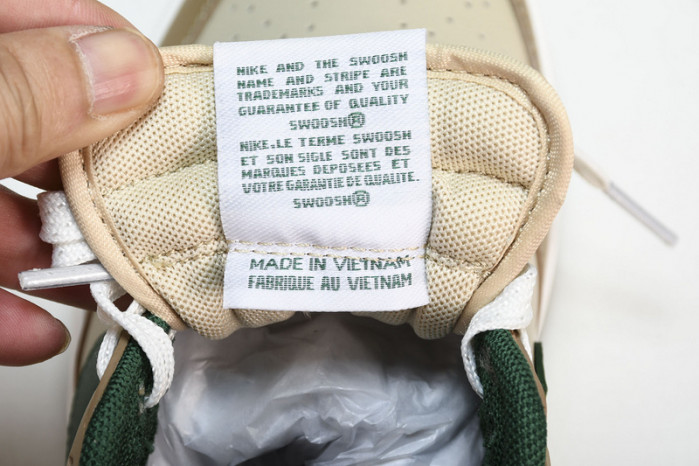 NIKE AND THE SWOOSH
NAME AND STRIPE ARE
TRADEMARKS AND YOUR
GUARANTEE OF QUALITY
SWOOSH®
NIKE.LE TERME SWOOSH
ET SON SIGLE SONT DES
MARQUES DEPOSEES ET
VOTRE GARANTIE DE QUALITE.
SWOOSH®
MADE IN VIETNAM
FABRIQUE AU VIETNAM